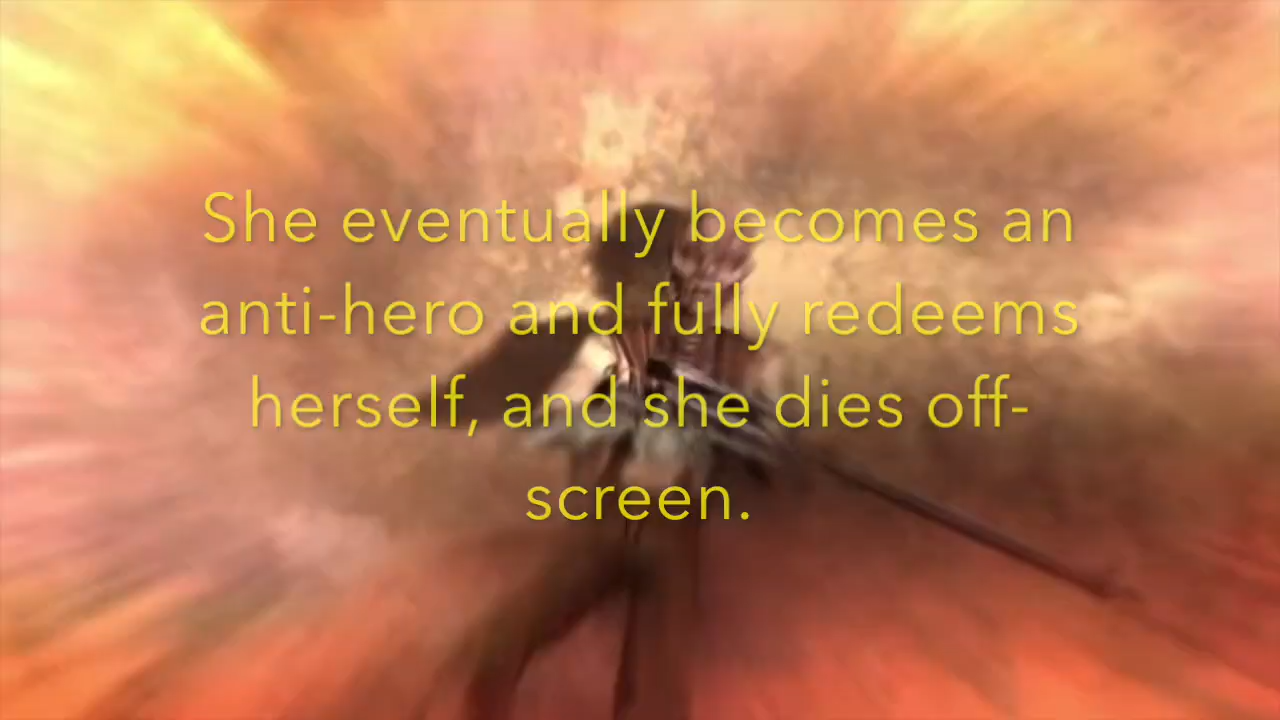 She eventually becomes an
anti-hero and fully redeems
herself, and she dies off-
screen.